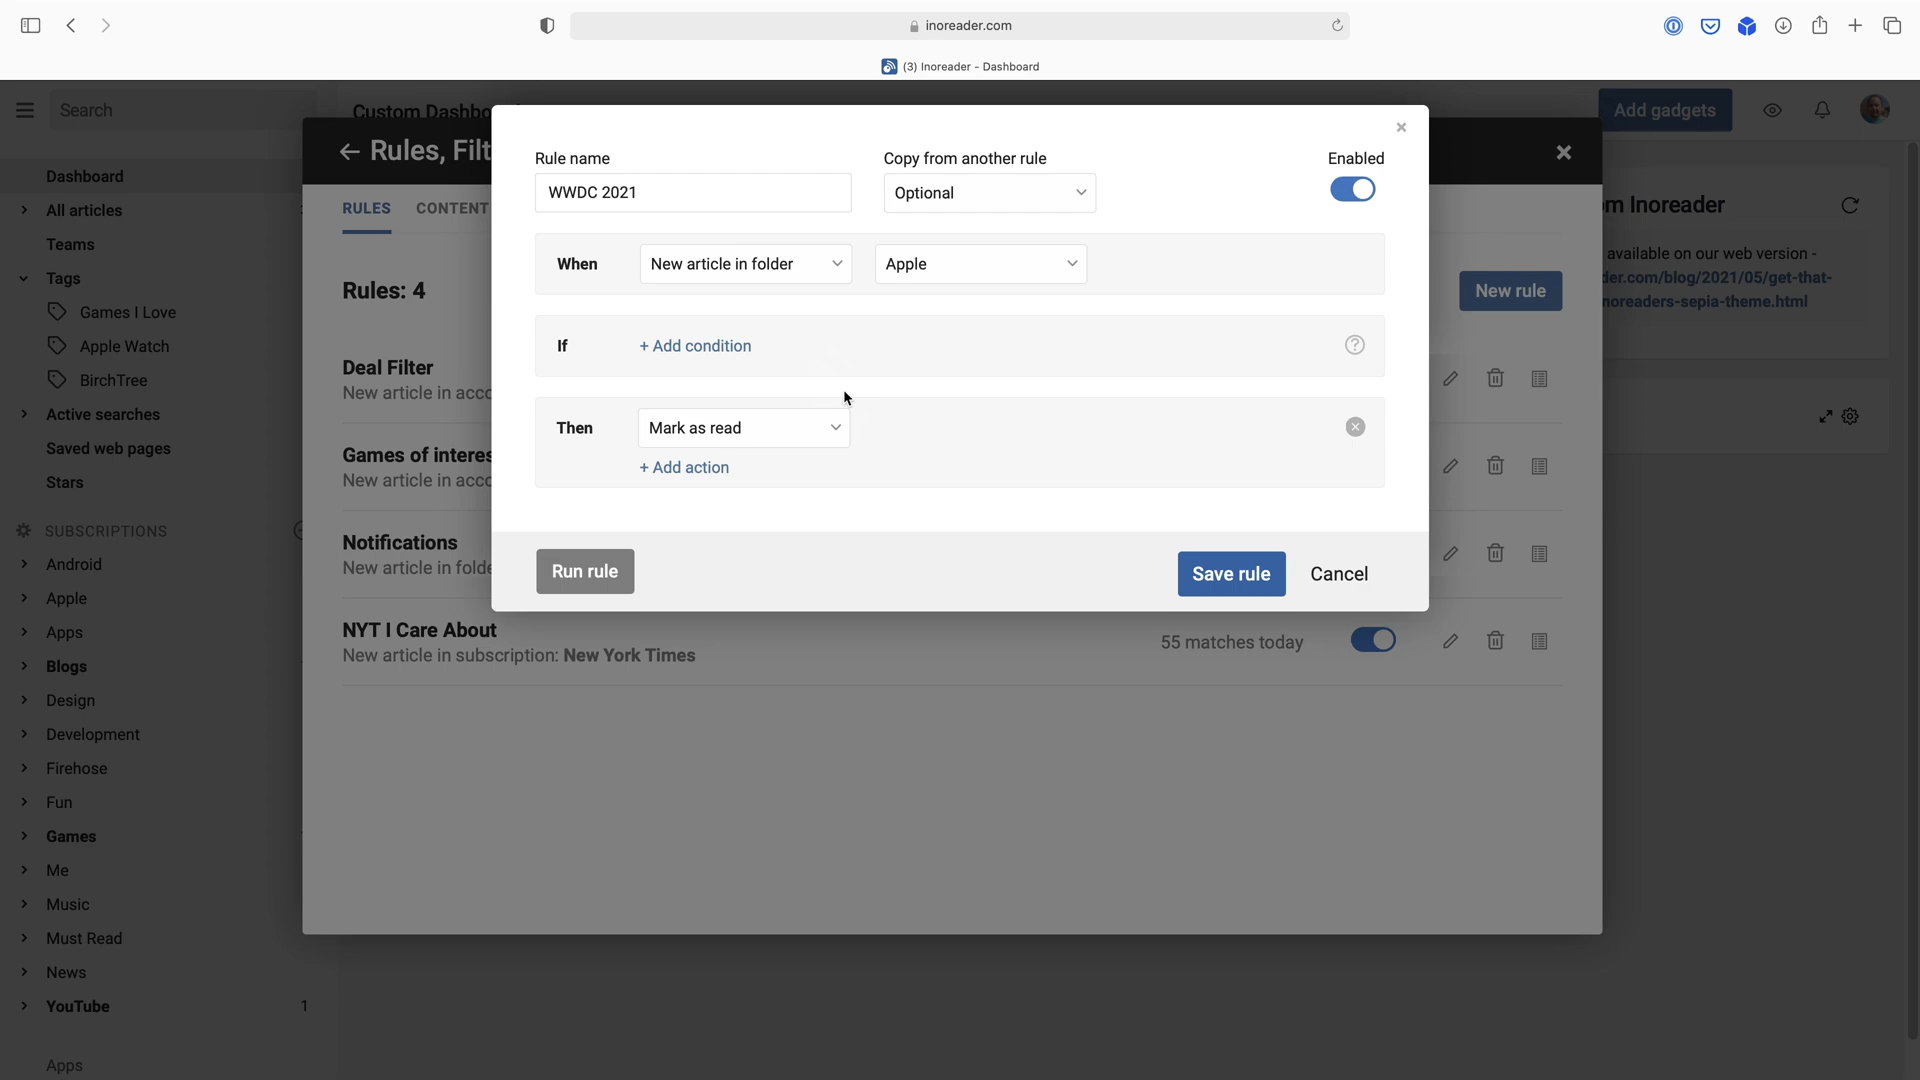 inoreader.com
(3) Inoreader - Dashboard
Search
Custom Dashbo
Add gadgets
Rules, Filt
Rule name
Copy from another rule
Enabled
WWDC 2021
Optional
When
New article in folder
Apple
If
+ Add condition
?
Then
Mark as read
+ Add action
Run rule
Save rule
Cancel
Dashboard
All articles
Teams
Tags
Games I Love
Apple Watch
BirchTree
Active searches
Saved web pages
Stars
SUBSCRIPTIONS
Android
Apple
Apps
Blogs
Design
Development
Firehose
Fun
Games
Me
Music
Must Read
News
YouTube
1
Apps
RULES
CONTENT
Rules: 4
New rule
Deal Filter
New article in acco
Games of interes
New article in acco
Notifications
New article in folde
NYT I Care About
New article in subscription: New York Times
55 matches today
m Inoreader
available on our web version -
der.com/blog/2021/05/get-that-
noreaders-sepia-theme.html